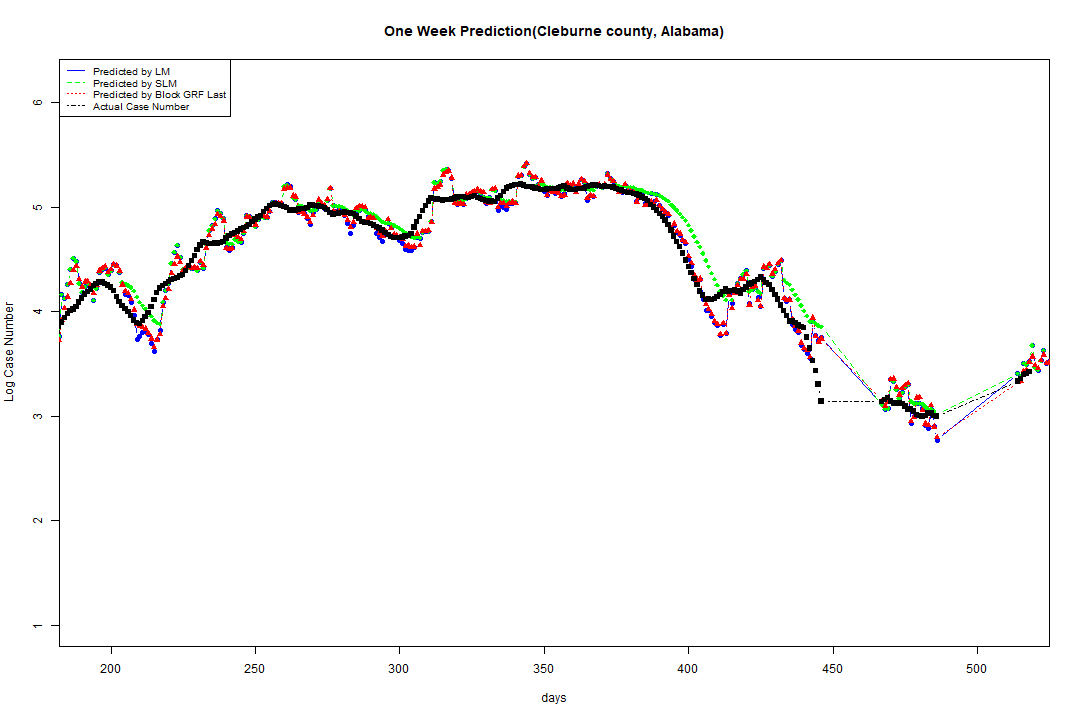 One Week Prediction(Cleburne county, Alabama)
Predicted by LM
Predicted by SLM
Predicted by Block GRF Last
Actual Case Number
6
5
4
3
2
1
Log Case Number
200 250 300 350 400 450 500
days